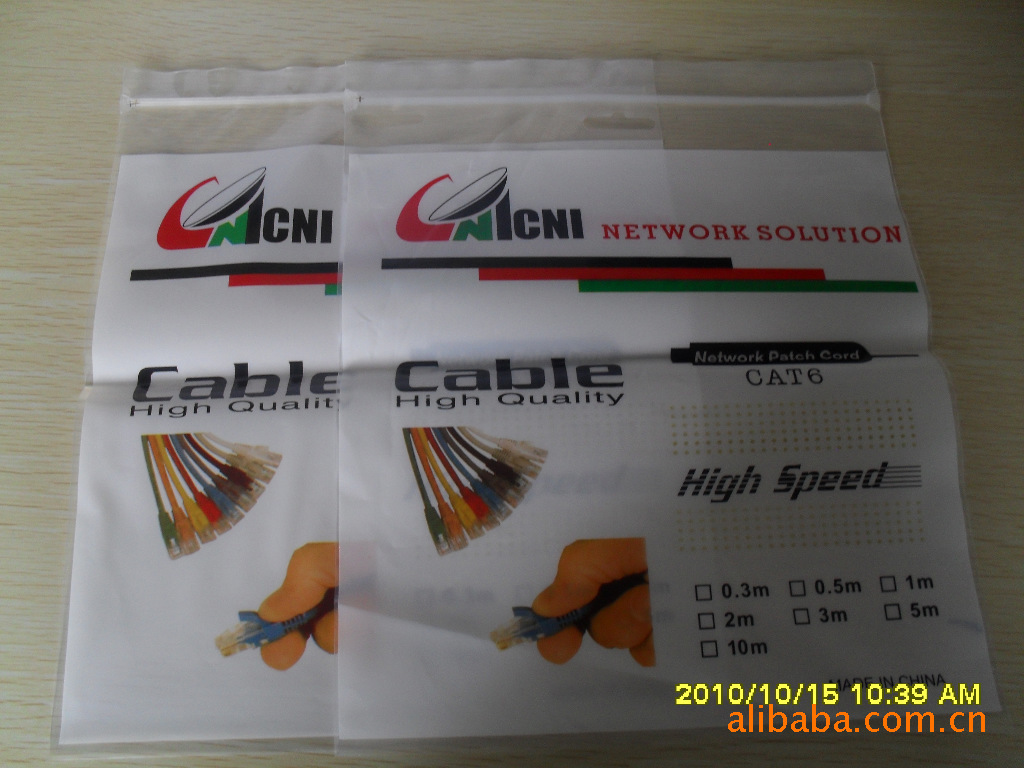 CNI
CNI NETWORK SOLUTION
Cable
High Quality
Cable
High Quality
Network Patch Cord
CAT6
High Speed
0.3m 0.5m 1m
2m 3m 5m
10m
MADE IN CHINA
2010/10/15 10:39 AM
alibaba.com.cn